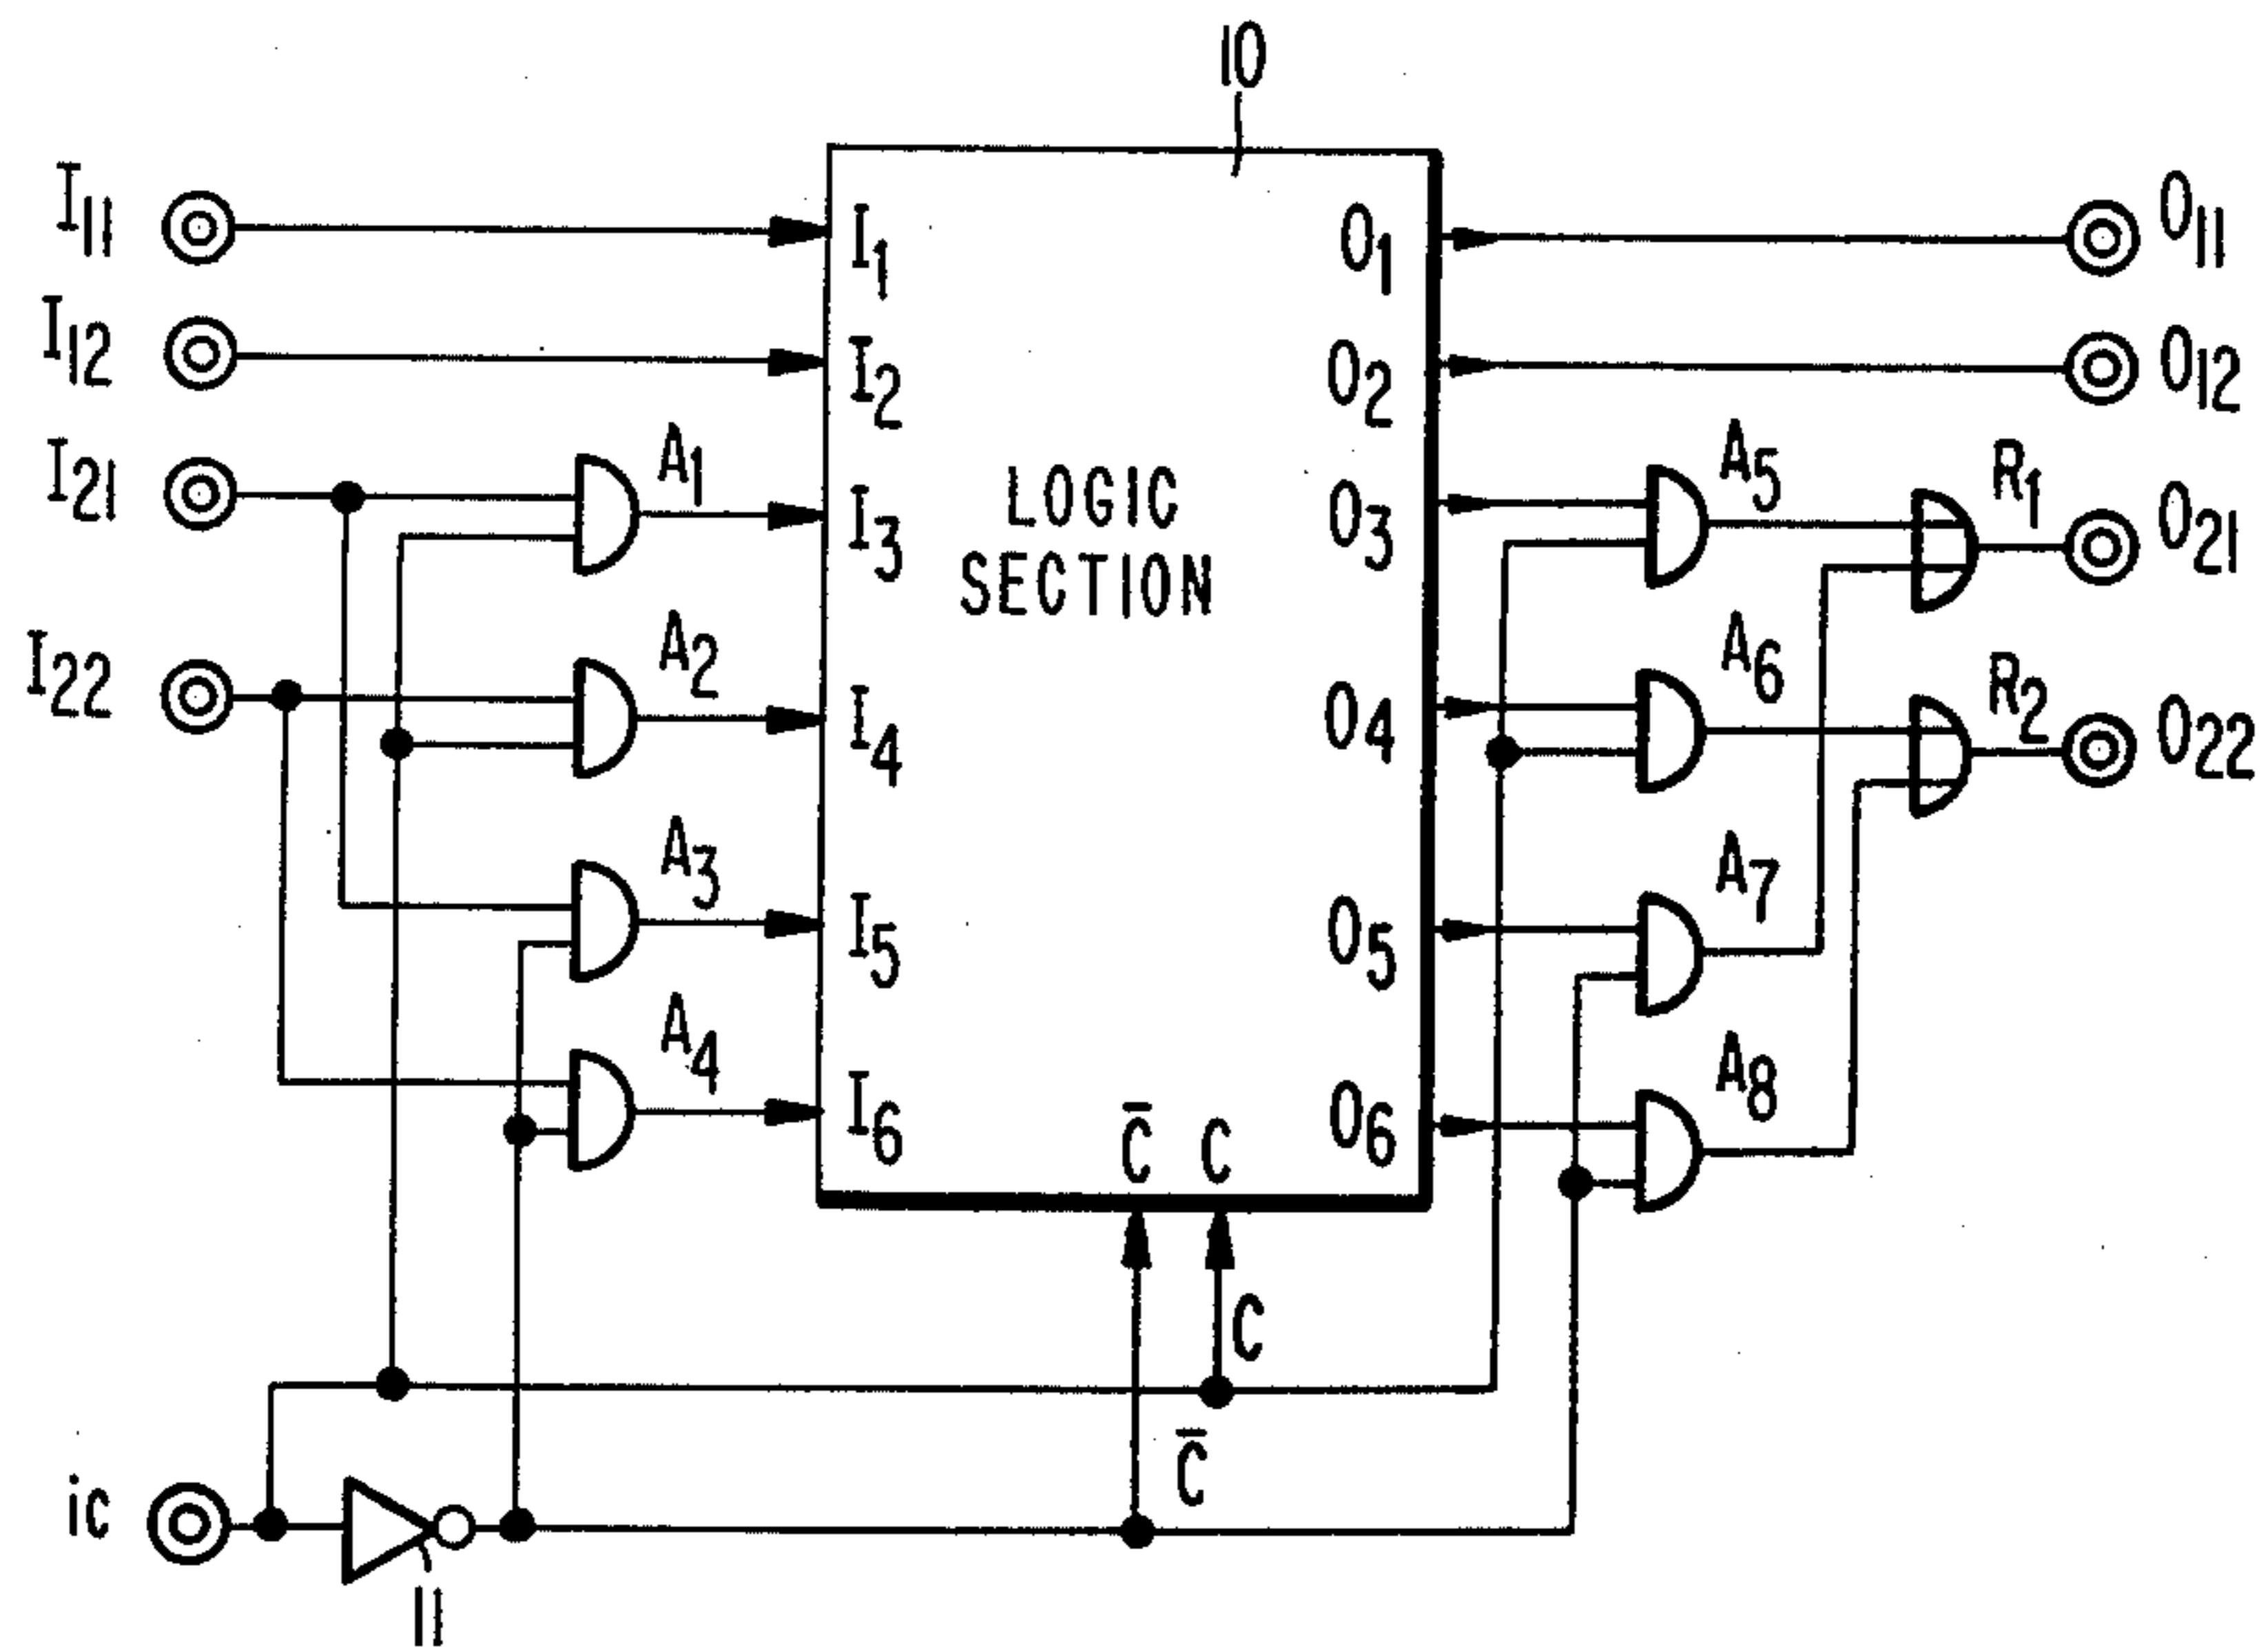 10
I11
I12
I21
I22
ic
I1
I2
I3
I4
I5
I6
A1
A2
A3
A4
LOGIC
SECTION
O1
O2
O3
O4
O5
O6
C̄ C
C
C̄
11
A5
A6
A7
A8
R1
R2
O11
O12
O21
O22